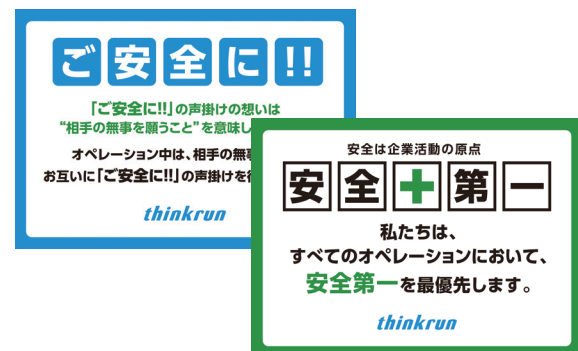 ご安全に!!
「ご安全に!!」の声掛けの想いは
“相手の無事を願うこと”を意味し
オペレーション中は、相手の無事
お互いに「ご安全に!!」の声掛けを
thinkrun
安全は企業活動の原点
安全+第一
私たちは、
すべてのオペレーションにおいて、
安全第一を最優先します。
thinkrun